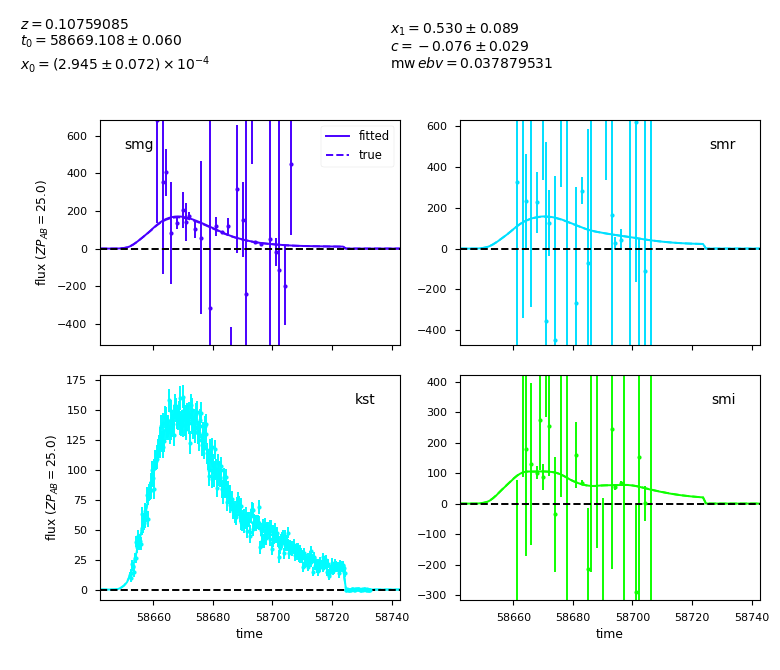 z = 0.10759085
t₀ = 58669.108 ± 0.060
x₀ = (2.945 ± 0.072) × 10⁻⁴
x₁ = 0.530 ± 0.089
c = −0.076 ± 0.029
mw ebv = 0.037879531
smg
fitted
true
flux (ZP_AB = 25.0)
600
400
200
0
−200
−400
smr
600
400
200
0
−200
−400
kst
flux (ZP_AB = 25.0)
175
150
125
100
75
50
25
0
58660 58680 58700 58720 58740
time
smi
400
300
200
100
0
−100
−200
−300
58660 58680 58700 58720 58740
time